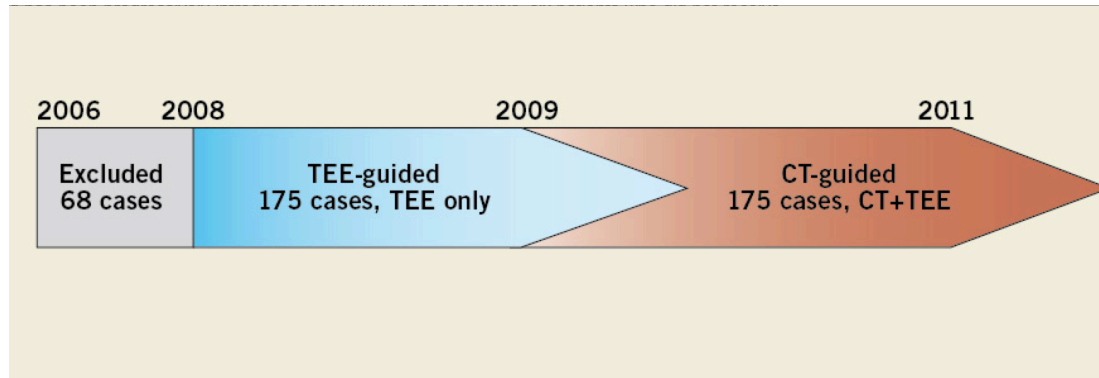 2006 2008 2009 2011
Excluded
68 cases
TEE-guided
175 cases, TEE only
CT-guided
175 cases, CT+TEE